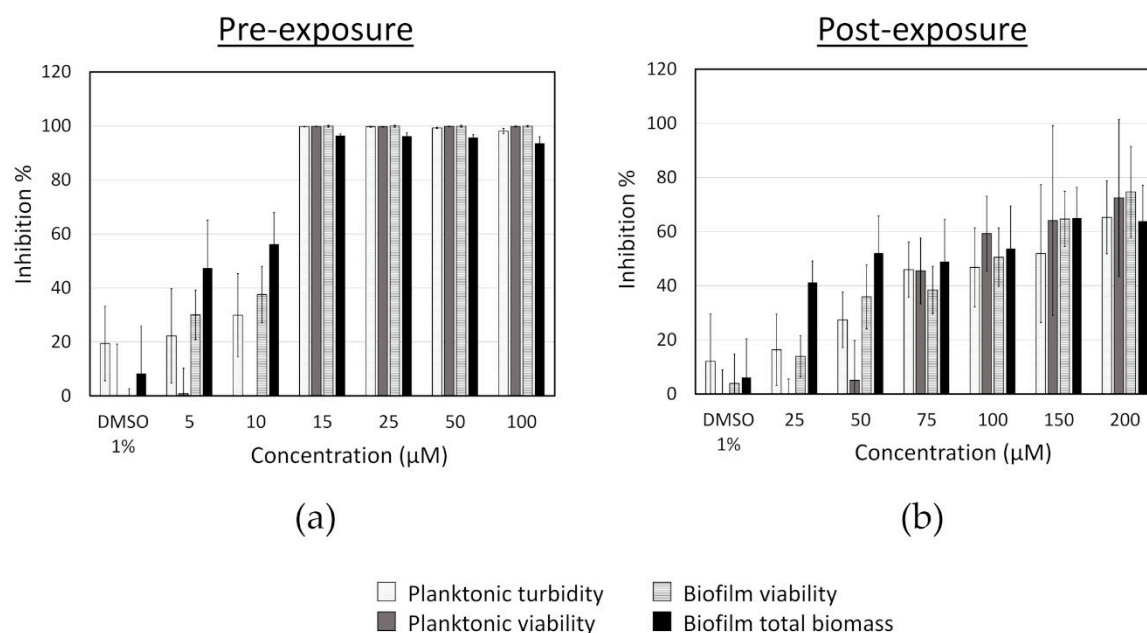 Pre-exposure
Inhibition %
120
100
80
60
40
20
0
DMSO 1% 5 10 15 25 50 100
Concentration (µM)
(a)
Post-exposure
Inhibition %
120
100
80
60
40
20
0
DMSO 1% 25 50 75 100 150 200
Concentration (µM)
(b)
Planktonic turbidity
Planktonic viability
Biofilm viability
Biofilm total biomass